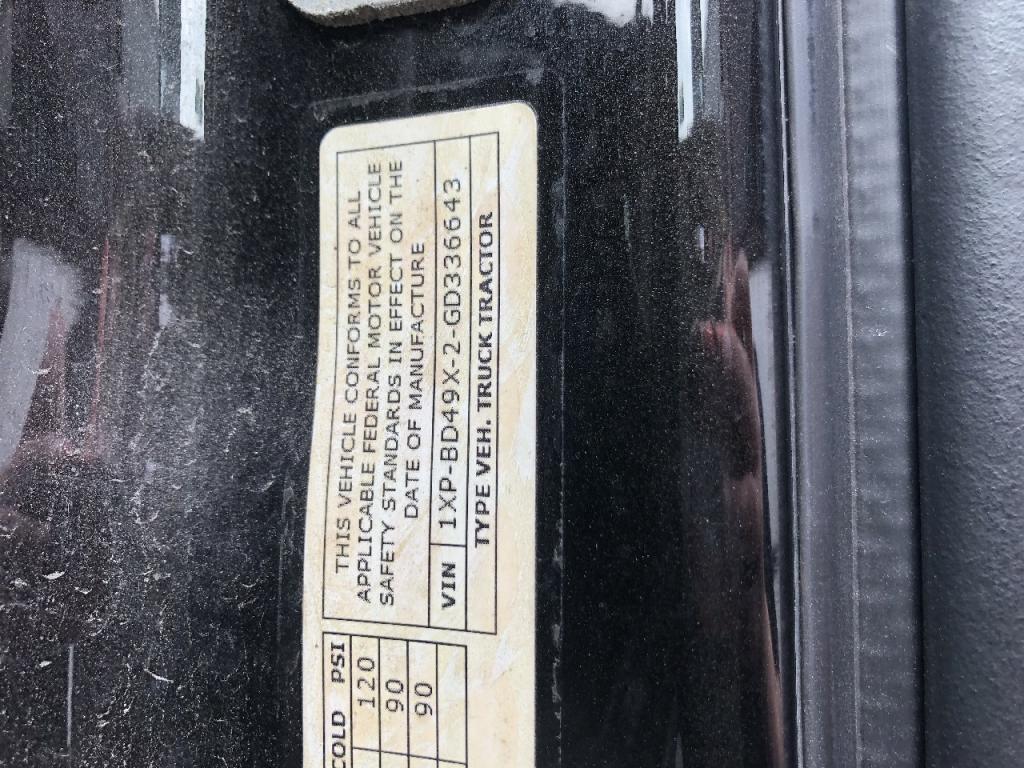 COLD PSI
120
90
90
THIS VEHICLE CONFORMS TO ALL
APPLICABLE FEDERAL MOTOR VEHICLE
SAFETY STANDARDS IN EFFECT ON THE
DATE OF MANUFACTURE
VIN 1XP-BD49X-2-GD336643
TYPE VEH. TRUCK TRACTOR